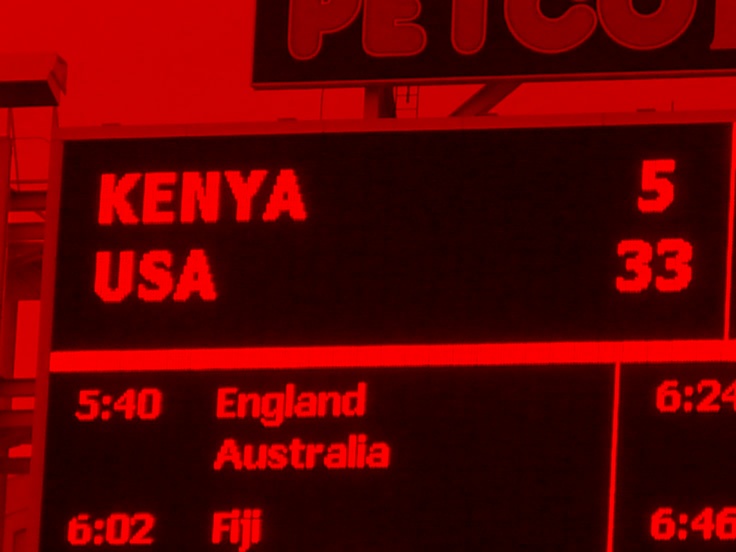 PETCO
KENYA 5
USA 33
5:40 England 6:24
Australia
6:02 Fiji 6:46